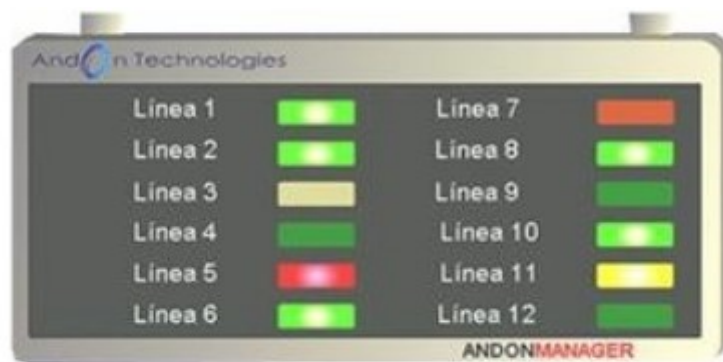 Andon Technologies
Línea 1
Línea 2
Línea 3
Línea 4
Línea 5
Línea 6
Línea 7
Línea 8
Línea 9
Línea 10
Línea 11
Línea 12
ANDONMANAGER